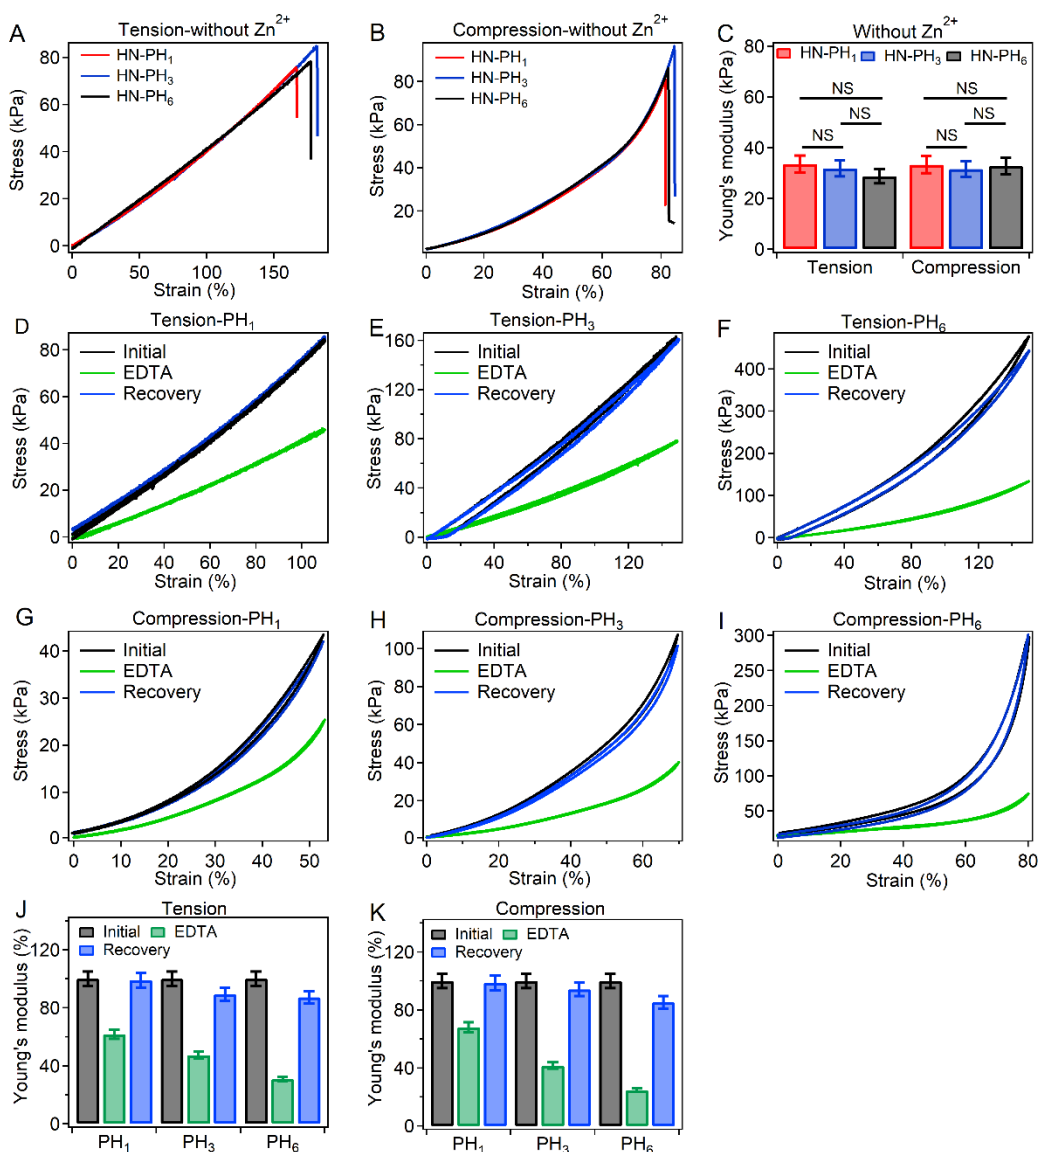 A
Tension-without Zn²⁺
HN-PH₁
HN-PH₃
HN-PH₆
Stress (kPa)
80
60
40
20
0
0 50 100 150
Strain (%)
B
Compression-without Zn²⁺
HN-PH₁
HN-PH₃
HN-PH₆
Stress (kPa)
80
60
40
20
0 20 40 60 80
Strain (%)
C
Without Zn²⁺
HN-PH₁ HN-PH₃ HN-PH₆
Young's modulus (kPa)
80
60
40
20
0
NS NS
NS NS
NS NS
Tension Compression
D
Tension-PH₁
Initial
EDTA
Recovery
Stress (kPa)
80
60
40
20
0
0 20 40 60 80 100
Strain (%)
E
Tension-PH₃
Initial
EDTA
Recovery
Stress (kPa)
160
120
80
40
0
0 40 80 120
Strain (%)
F
Tension-PH₆
Initial
EDTA
Recovery
Stress (kPa)
400
300
200
100
0
0 40 80 120
Strain (%)
G
Compression-PH₁
Initial
EDTA
Recovery
Stress (kPa)
40
30
20
10
0
0 10 20 30 40 50
Strain (%)
H
Compression-PH₃
Initial
EDTA
Recovery
Stress (kPa)
100
80
60
40
20
0
0 20 40 60
Strain (%)
I
Compression-PH₆
Initial
EDTA
Recovery
Stress (kPa)
300
250
200
150
100
50
0 20 40 60 80
Strain (%)
J
Tension
Initial EDTA
Recovery
Young's modulus (%)
120
80
40
0
PH₁ PH₃ PH₆
K
Compression
Initial EDTA
Recovery
Young's modulus (%)
120
80
40
0
PH₁ PH₃ PH₆